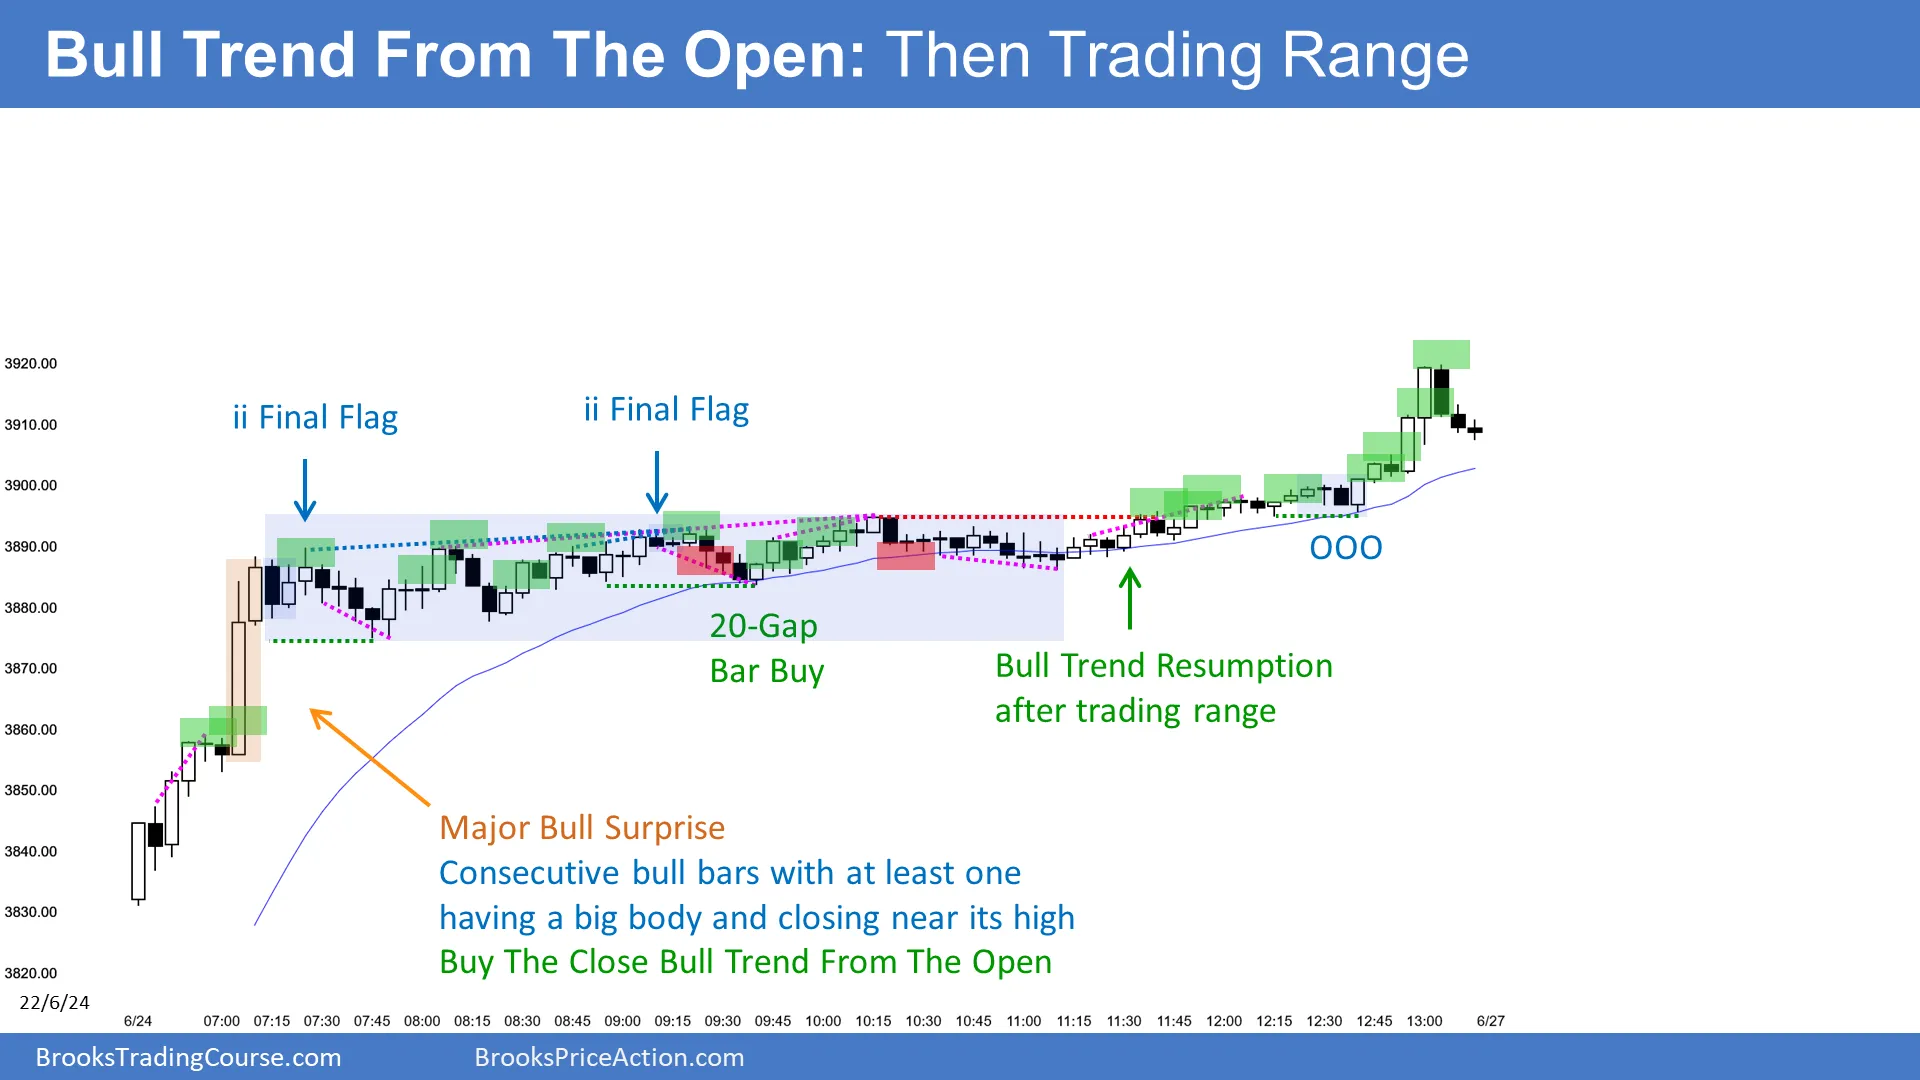 Bull Trend From The Open: Then Trading Range
ii Final Flag
ii Final Flag
3920.00
3910.00
3900.00
3890.00
3880.00
3870.00
3860.00
3850.00
3840.00
3830.00
3820.00
OOO
20-Gap
Bar Buy
Bull Trend Resumption
after trading range
Major Bull Surprise
Consecutive bull bars with at least one
having a big body and closing near its high
Buy The Close Bull Trend From The Open
22/6/24
6/24 07:00 07:15 07:30 07:45 08:00 08:15 08:30 08:45 09:00 09:15 09:30 09:45 10:00 10:15 10:30 10:45 11:00 11:15 11:30 11:45 12:00 12:15 12:30 12:45 13:00 6/27
BrooksTradingCourse.com BrooksPriceAction.com